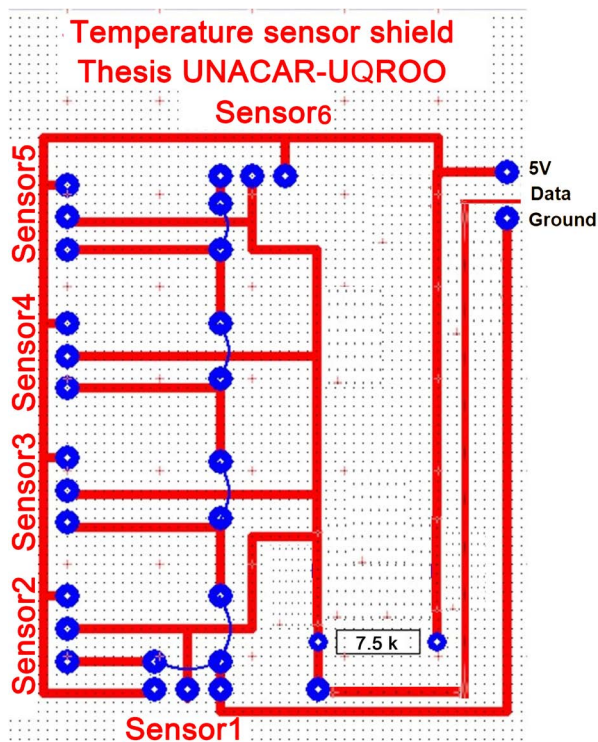 Temperature sensor shield
Thesis UNACAR-UQROO
Sensor6
Sensor5
5V
Data
Ground
Sensor4
Sensor3
Sensor2
7.5 k
Sensor1